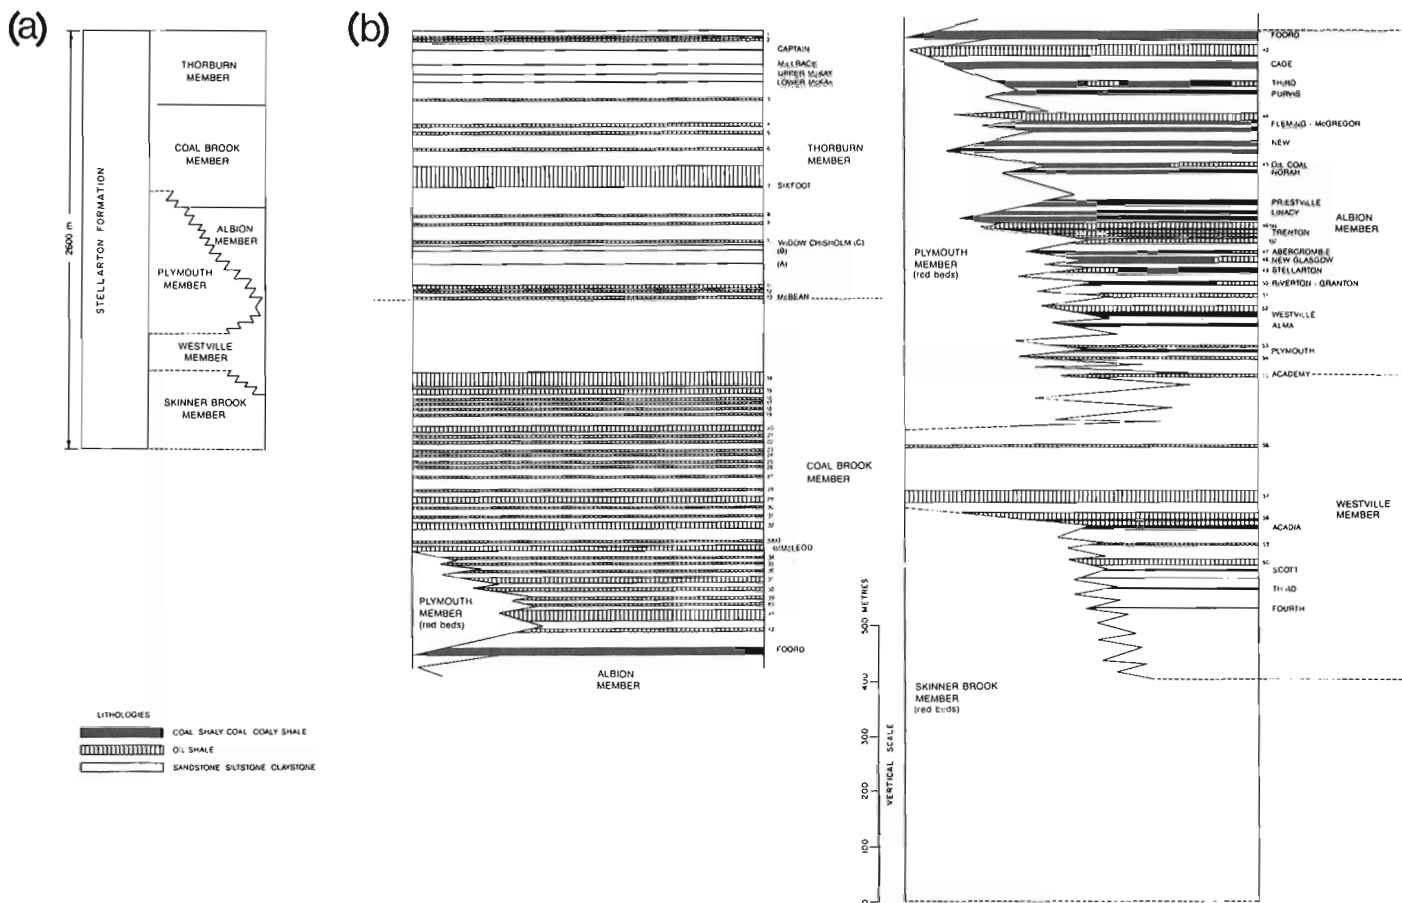 (a)
STELLARTON FORMATION
2600 m
THORBURN
MEMBER
COAL BROOK
MEMBER
ALBION
MEMBER
PLYMOUTH
MEMBER
WESTVILLE
MEMBER
SKINNER BROOK
MEMBER
LITHOLOGIES
COAL SHALY COAL COALY SHALE
OIL SHALE
SANDSTONE SILTSTONE CLAYSTONE
(b)
CAPTAIN
MILLRACE
UPPER McKAY
LOWER McKAY
THORBURN
MEMBER
SIXFOOT
WIDOW CHISHOLM (C)
(B)
(A)
McBEAN
COAL BROOK
MEMBER
McLEOD
PLYMOUTH
MEMBER
(red beds)
FOORD
ALBION
MEMBER
FOORD
CAGE
THIRD
PURVIS
FLEMING - McGREGOR
NEW
OIL COAL
NORAH
PRIESTVILLE
LINACY
ALBION
MEMBER
TRENTON
PLYMOUTH
MEMBER
(red beds)
ABERCROMBIE
NEW GLASGOW
STELLARTON
RIVERTON - GRANTON
WESTVILLE
ALMA
PLYMOUTH
ACADEMY
WESTVILLE
MEMBER
ACADIA
SCOTT
THIRD
FOURTH
SKINNER BROOK
MEMBER
(red beds)
VERTICAL SCALE
METRES
500
400
300
200
100
0